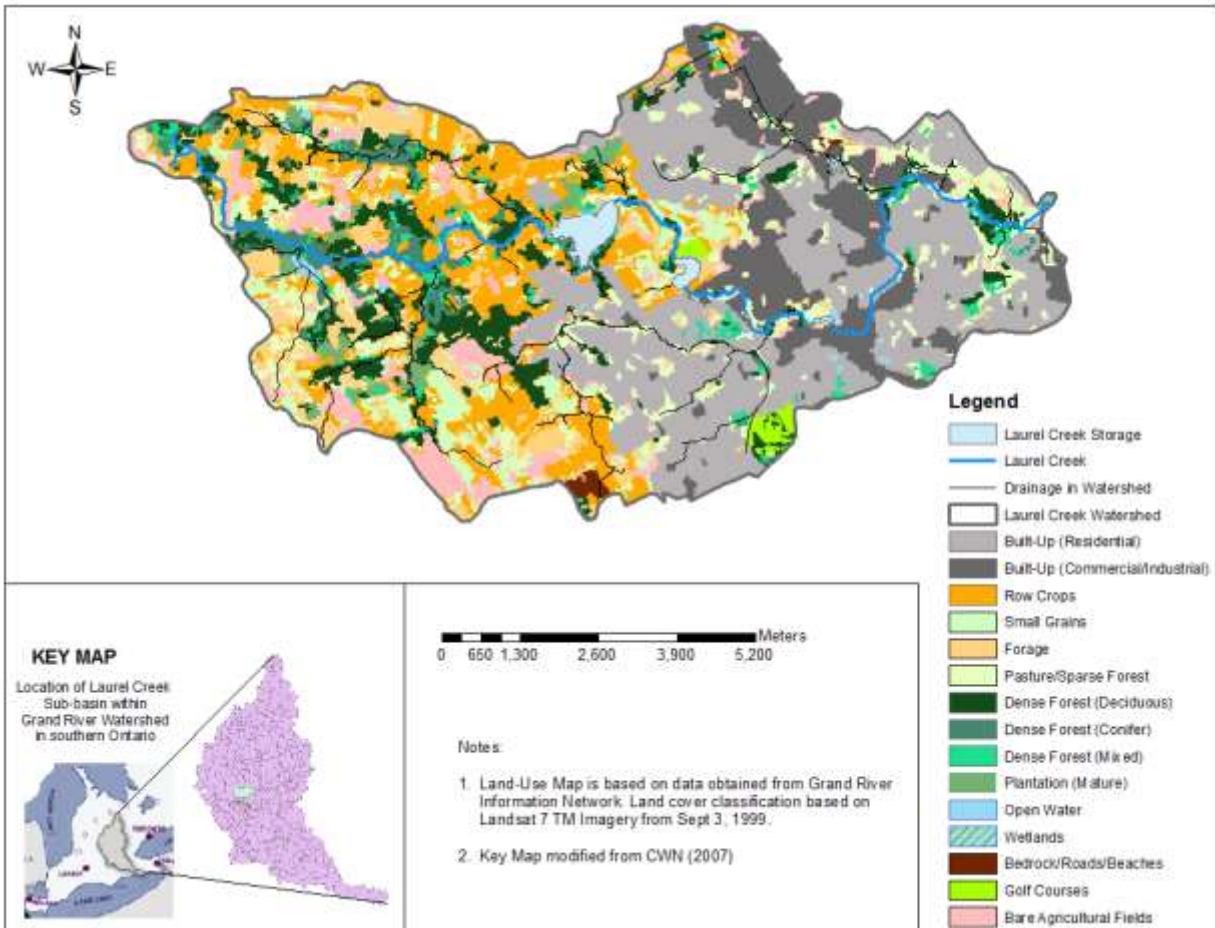 N
W E
S
Legend
Laurel Creek Storage
Laurel Creek
Drainage in Watershed
Laurel Creek Watershed
Built-Up (Residential)
Built-Up (Commercial/Industrial)
Row Crops
Small Grains
Forage
Pasture/Sparse Forest
Dense Forest (Deciduous)
Dense Forest (Conifer)
Dense Forest (Mixed)
Plantation (Mature)
Open Water
Wetlands
Bedrock/Roads/Beaches
Golf Courses
Bare Agricultural Fields
KEY MAP
Location of Laurel Creek
Sub-basin within
Grand River Watershed
in southern Ontario
Meters
0 650 1,300 2,600 3,900 5,200
Notes:
1. Land-Use Map is based on data obtained from Grand River
Information Network. Land cover classification based on
Landsat 7 TM Imagery from Sept 3, 1999.
2. Key Map modified from CWN (2007)